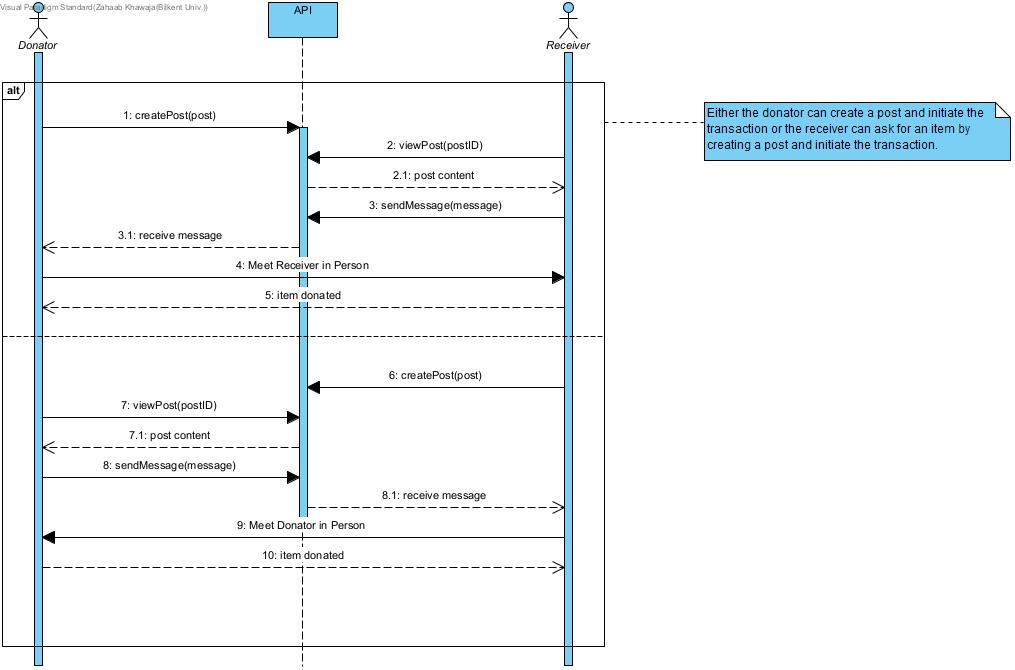 Visual Paradigm Standard(Zahaab Khawaja(Bilkent Univ.))
API
Donator
Receiver
alt
1: createPost(post)
Either the donator can create a post and initiate the
transaction or the receiver can ask for an item by
creating a post and initiate the transaction.
2: viewPost(postID)
2.1: post content
3: sendMessage(message)
3.1: receive message
4: Meet Receiver in Person
5: item donated
6: createPost(post)
7: viewPost(postID)
7.1: post content
8: sendMessage(message)
8.1: receive message
9: Meet Donator in Person
10: item donated